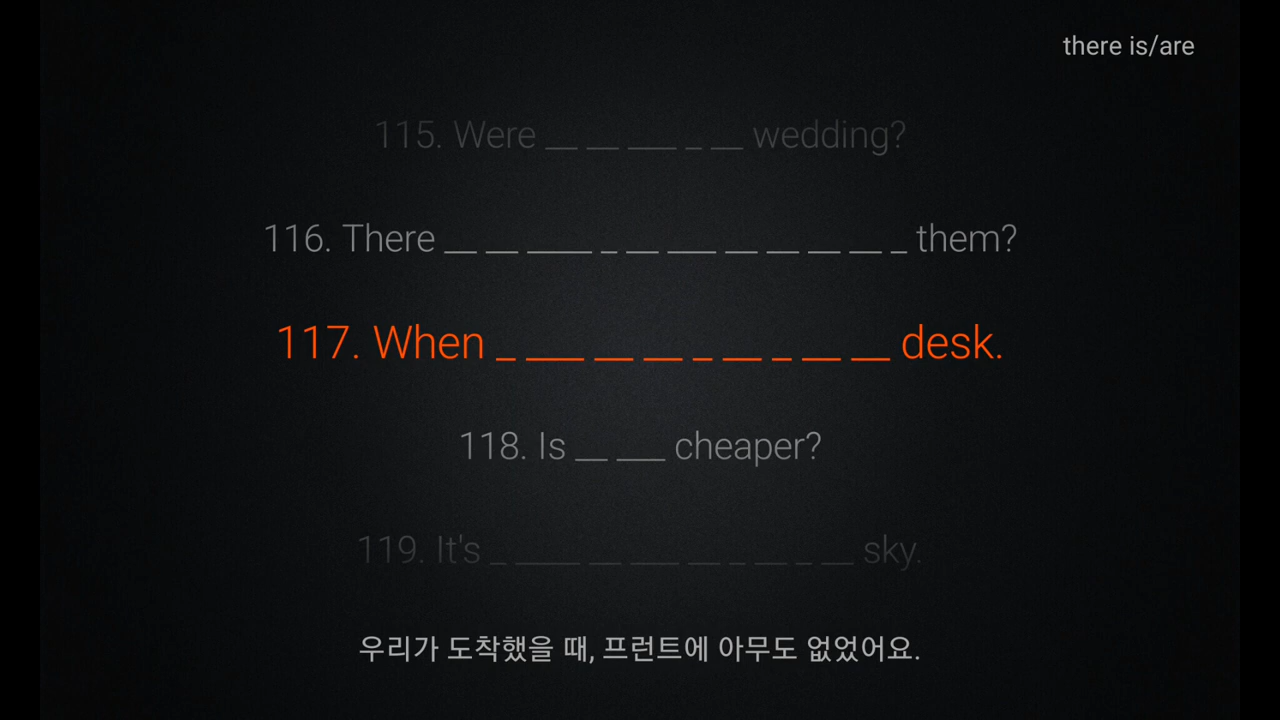 there is/are
115. Were __ __ ___ _ __ wedding?
116. There __ __ ____ _ __ ___ __ __ __ __ _ them?
117. When _ ___ __ __ _ __ _ __ __ desk.
118. Is __ ___ cheaper?
119. It's _ ____ __ ___ __ _ __ _ __ sky.
우리가 도착했을 때, 프런트에 아무도 없었어요.